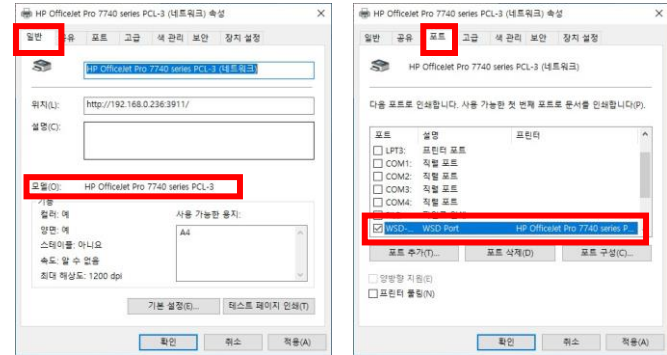 HP OfficeJet Pro 7740 series PCL-3 (네트워크) 속성
일반 공유 포트 고급 색 관리 보안 장치 설정
HP OfficeJet Pro 7740 series PCL-3 (네트워크)
위치(L): http://192.168.0.236:3911/
설명(C):
모델(O): HP OfficeJet Pro 7740 series PCL-3
기능
컬러: 예 사용 가능한 용지:
양면: 예 A4
스테이플: 아니요
속도: 알 수 없음
최대 해상도: 1200 dpi
기본 설정(E)... 테스트 페이지 인쇄(T)
확인 취소 적용(A)
HP OfficeJet Pro 7740 series PCL-3 (네트워크) 속성
일반 공유 포트 고급 색 관리 보안 장치 설정
HP OfficeJet Pro 7740 series PCL-3 (네트워크)
다음 포트로 인쇄합니다. 사용 가능한 첫 번째 포트로 문서를 인쇄합니다(P).
포트 설명 프린터
LPT3: 프린터 포트
COM1: 직렬 포트
COM2: 직렬 포트
COM3: 직렬 포트
COM4: 직렬 포트
WSD-... WSD Port HP OfficeJet Pro 7740 series P...
포트 추가(T)... 포트 삭제(D) 포트 구성(C)...
양방향 지원(E)
프린터 풀링(N)
확인 취소 적용(A)